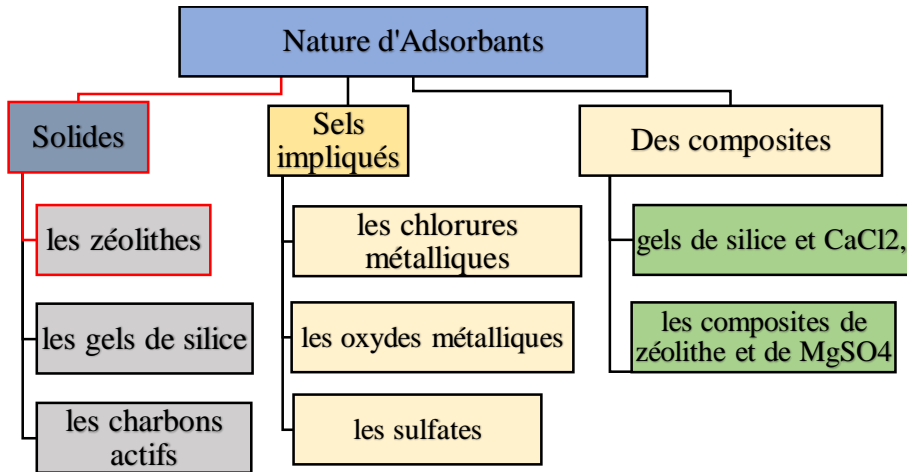 Nature d'Adsorbants
Solides
les zéolithes
les gels de silice
les charbons
actifs
Sels
impliqués
les chlorures
métalliques
les oxydes métalliques
les sulfates
Des composites
gels de silice et CaCl2,
les composites de
zéolithe et de MgSO4